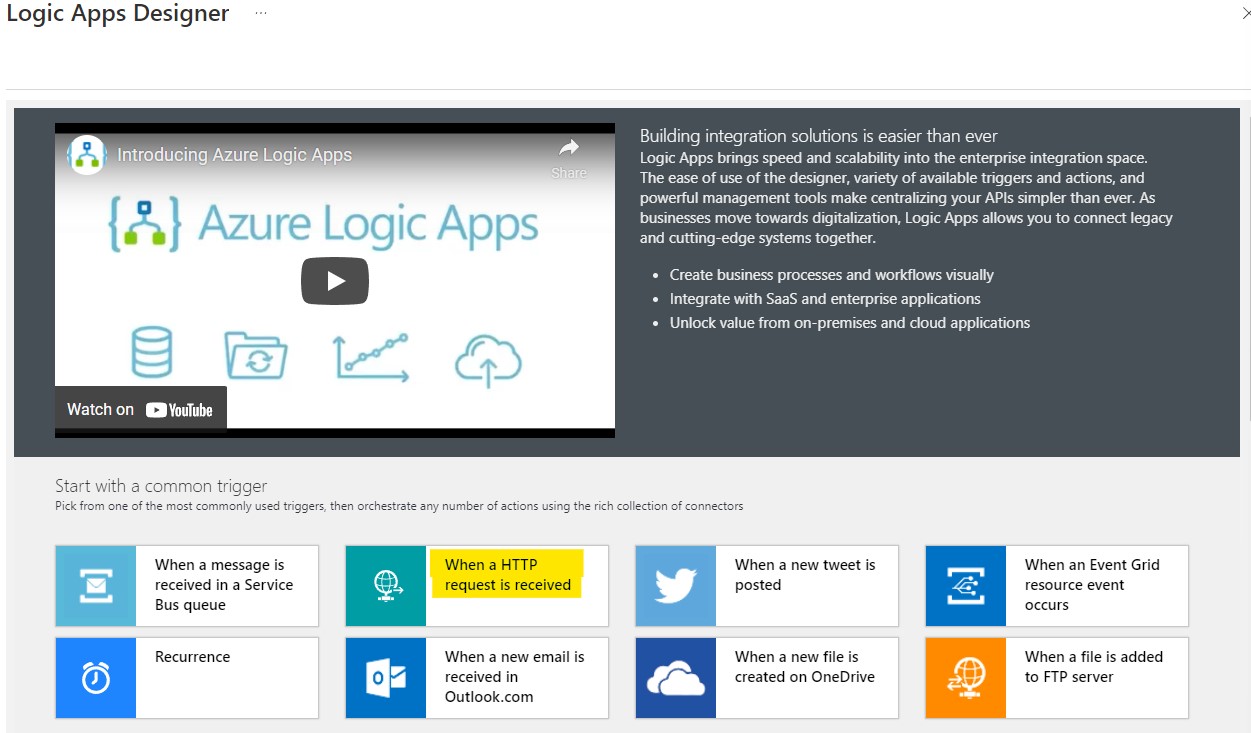 Logic Apps Designer ...
Introducing Azure Logic Apps
Share
Azure Logic Apps
Watch on YouTube
Building integration solutions is easier than ever
Logic Apps brings speed and scalability into the enterprise integration space.
The ease of use of the designer, variety of available triggers and actions, and
powerful management tools make centralizing your APIs simpler than ever. As
businesses move towards digitalization, Logic Apps allows you to connect legacy
and cutting-edge systems together.
• Create business processes and workflows visually
• Integrate with SaaS and enterprise applications
• Unlock value from on-premises and cloud applications
Start with a common trigger
Pick from one of the most commonly used triggers, then orchestrate any number of actions using the rich collection of connectors
When a message is
received in a Service
Bus queue
When a HTTP
request is received
When a new tweet is
posted
When an Event Grid
resource event
occurs
Recurrence
When a new email is
received in
Outlook.com
When a new file is
created on OneDrive
When a file is added
to FTP server